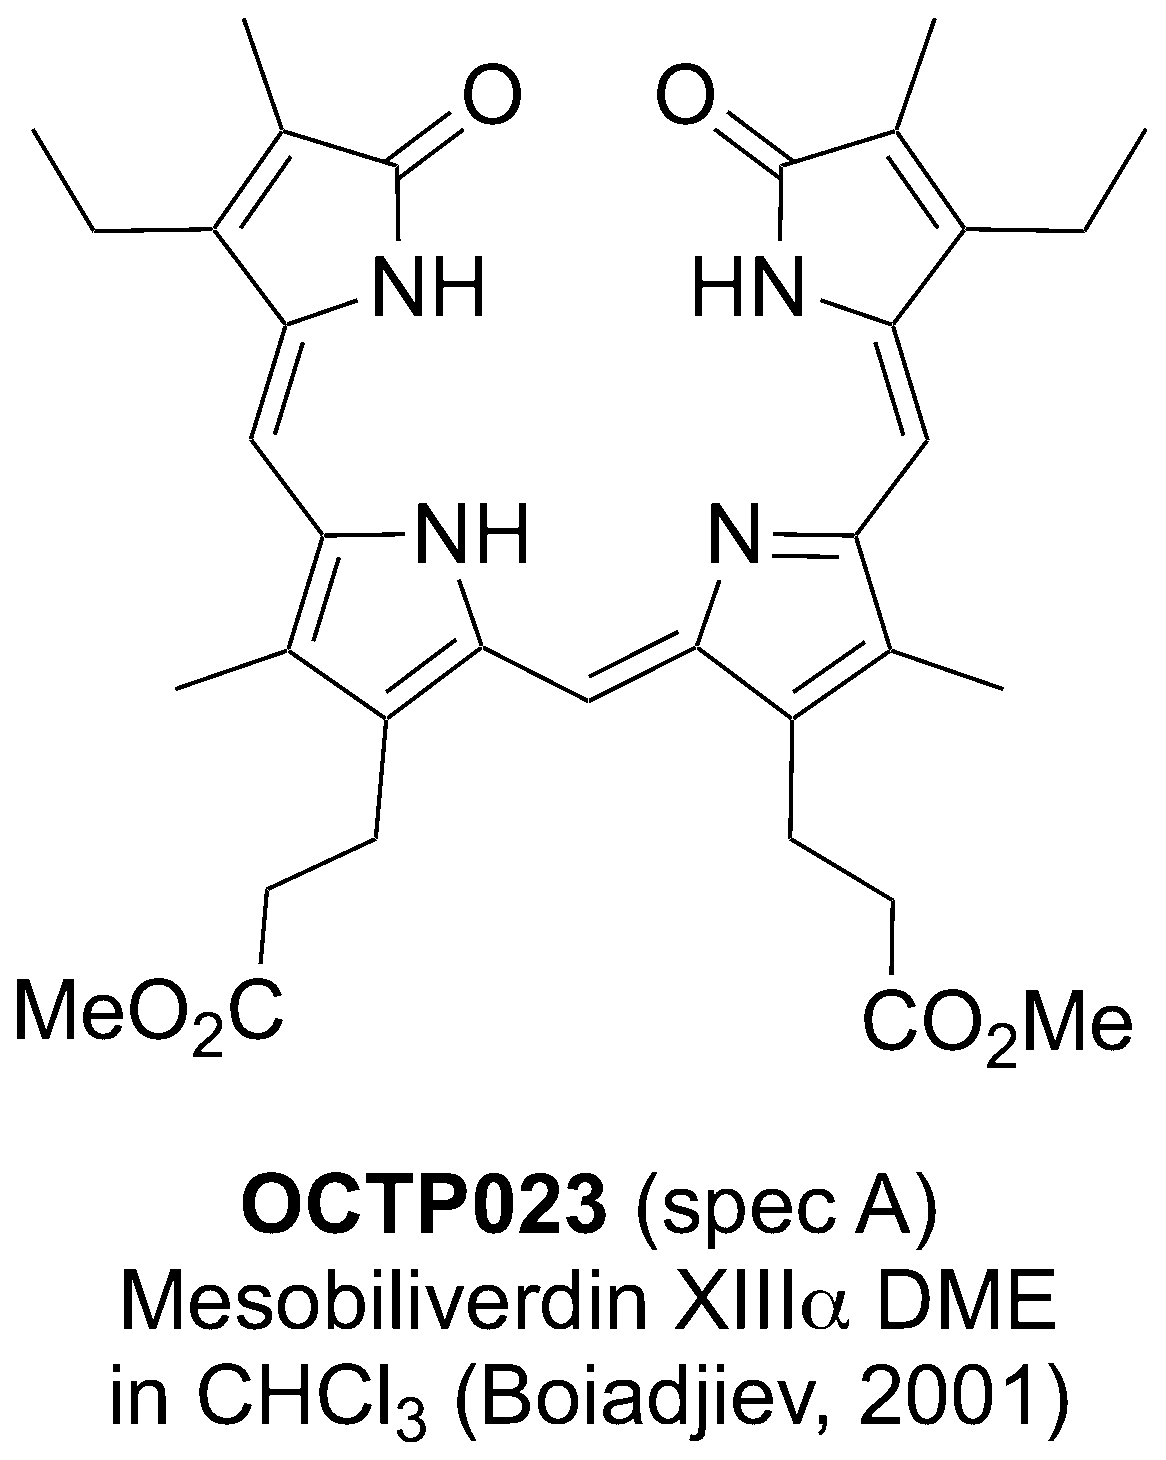 O O
NH HN
NH N
MeO₂C CO₂Me
OCTP023 (spec A)
Mesobiliverdin XIIIα DME
in CHCl₃ (Boiadjiev, 2001)